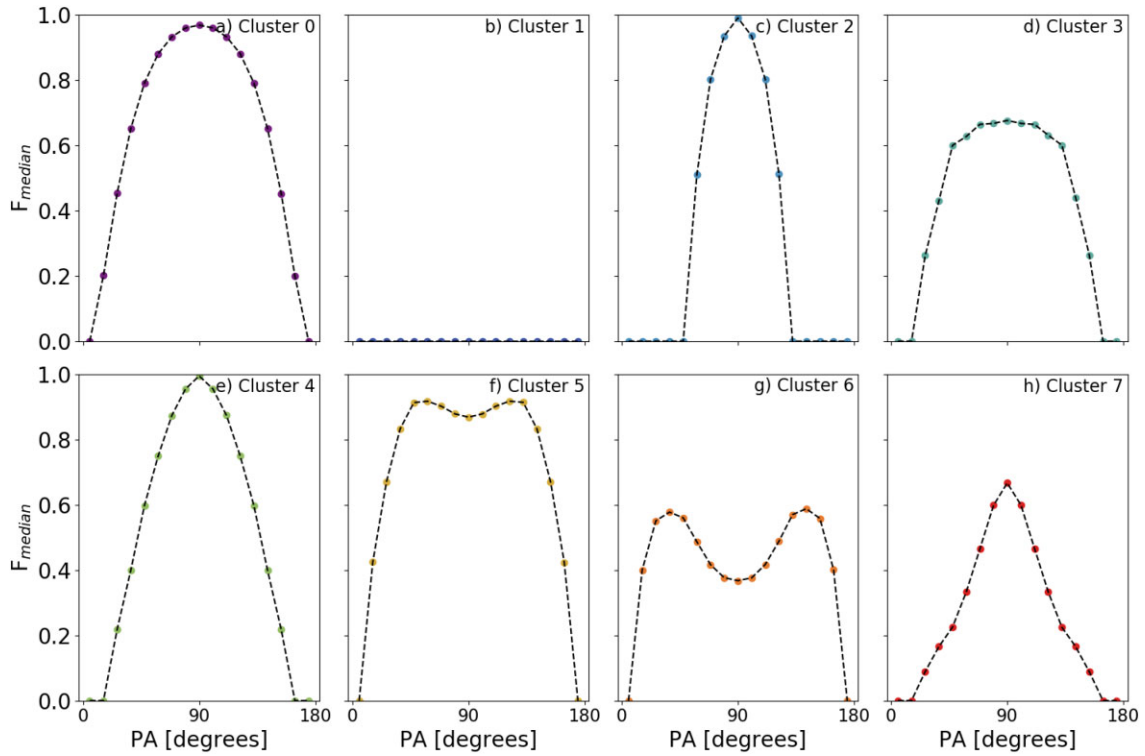 a) Cluster 0
b) Cluster 1
c) Cluster 2
d) Cluster 3
1.0
0.8
0.6
0.4
0.2
0.0
F_median
e) Cluster 4
f) Cluster 5
g) Cluster 6
h) Cluster 7
1.0
0.8
0.6
0.4
0.2
0.0
F_median
0 90 180
0 90 180
0 90 180
0 90 180
PA [degrees]
PA [degrees]
PA [degrees]
PA [degrees]